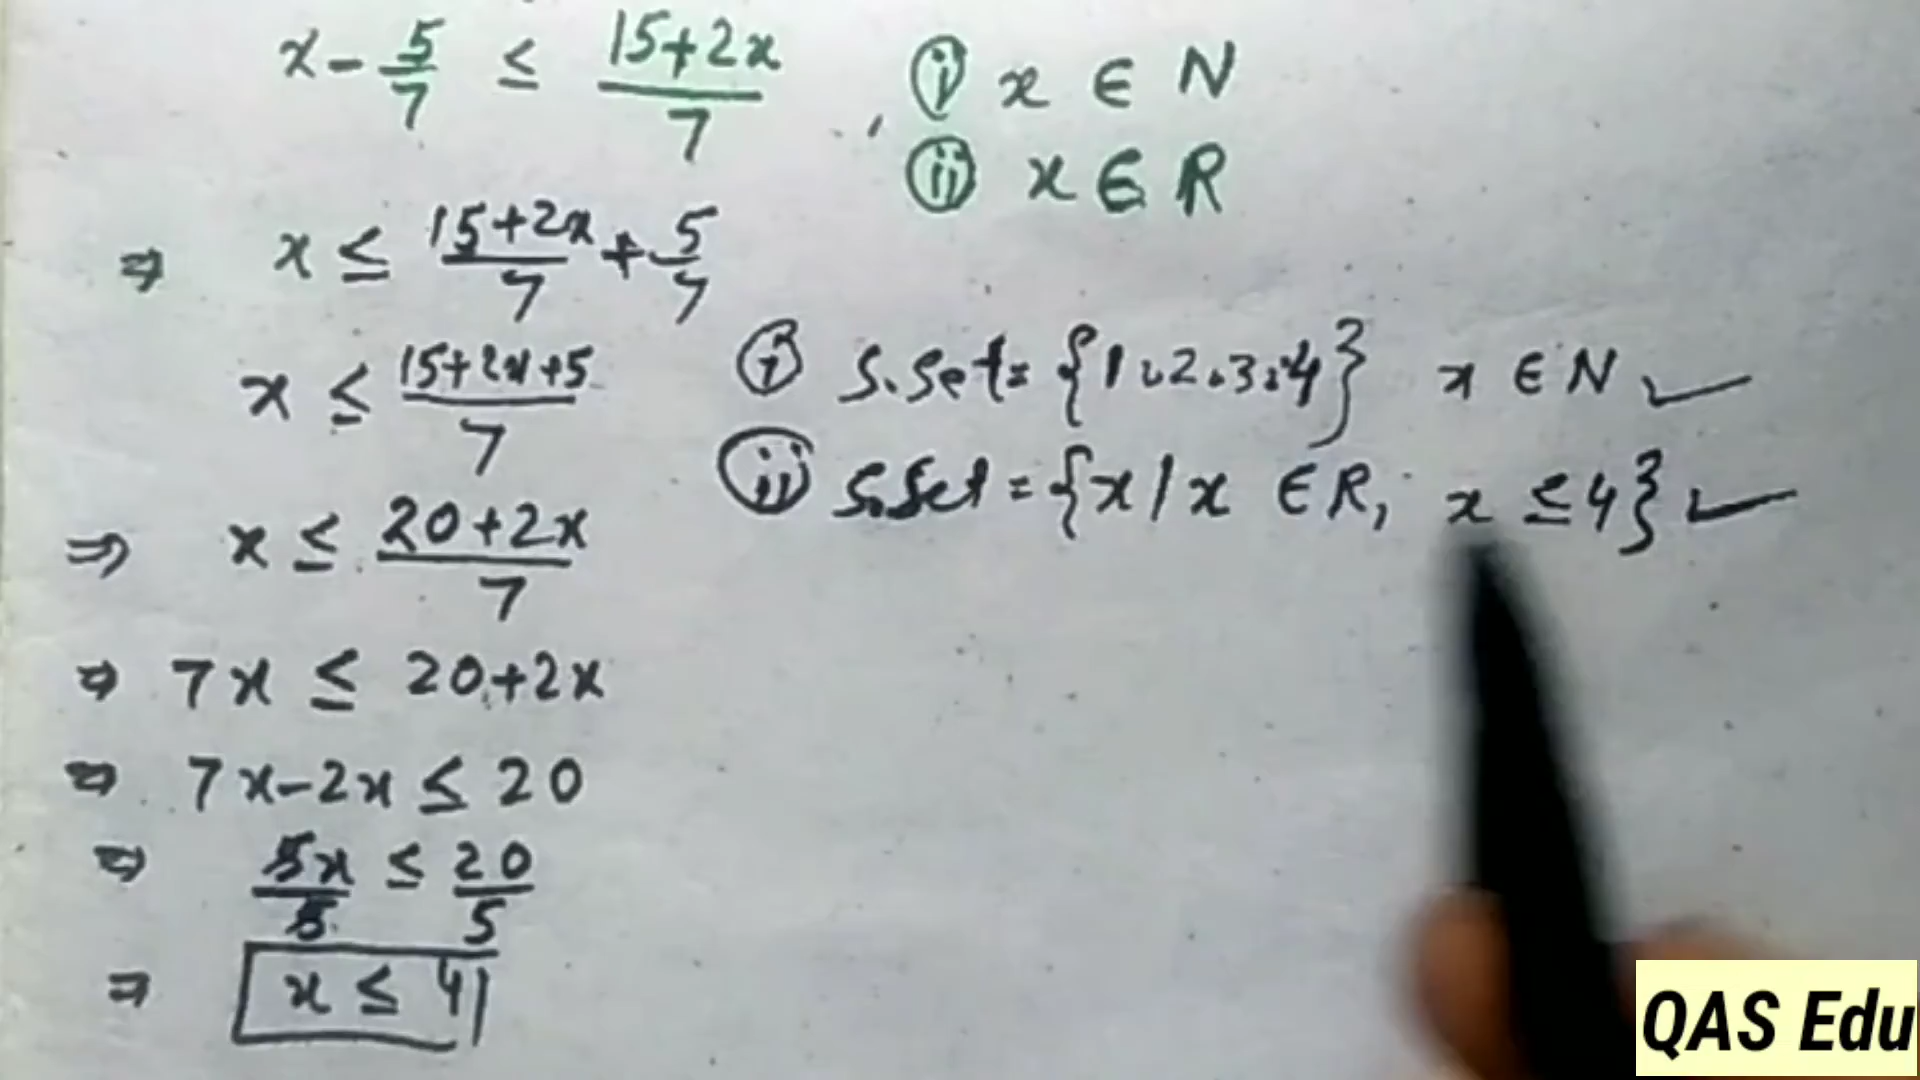 x - 5/7 ≤ (15+2x)/7 , (i) x ∈ N
(ii) x ∈ R
⇒ x ≤ (15+2x)/7 + 5/7
x ≤ (15+2x+5)/7
(i) S.Set = {1,2,3,4} x ∈ N ✓
(ii) S.Set = {x / x ∈ R, x ≤ 4} ✓
⇒ x ≤ (20+2x)/7
⇒ 7x ≤ 20+2x
⇒ 7x-2x ≤ 20
⇒ 5x/5 ≤ 20/5
⇒ x ≤ 4
QAS Edu